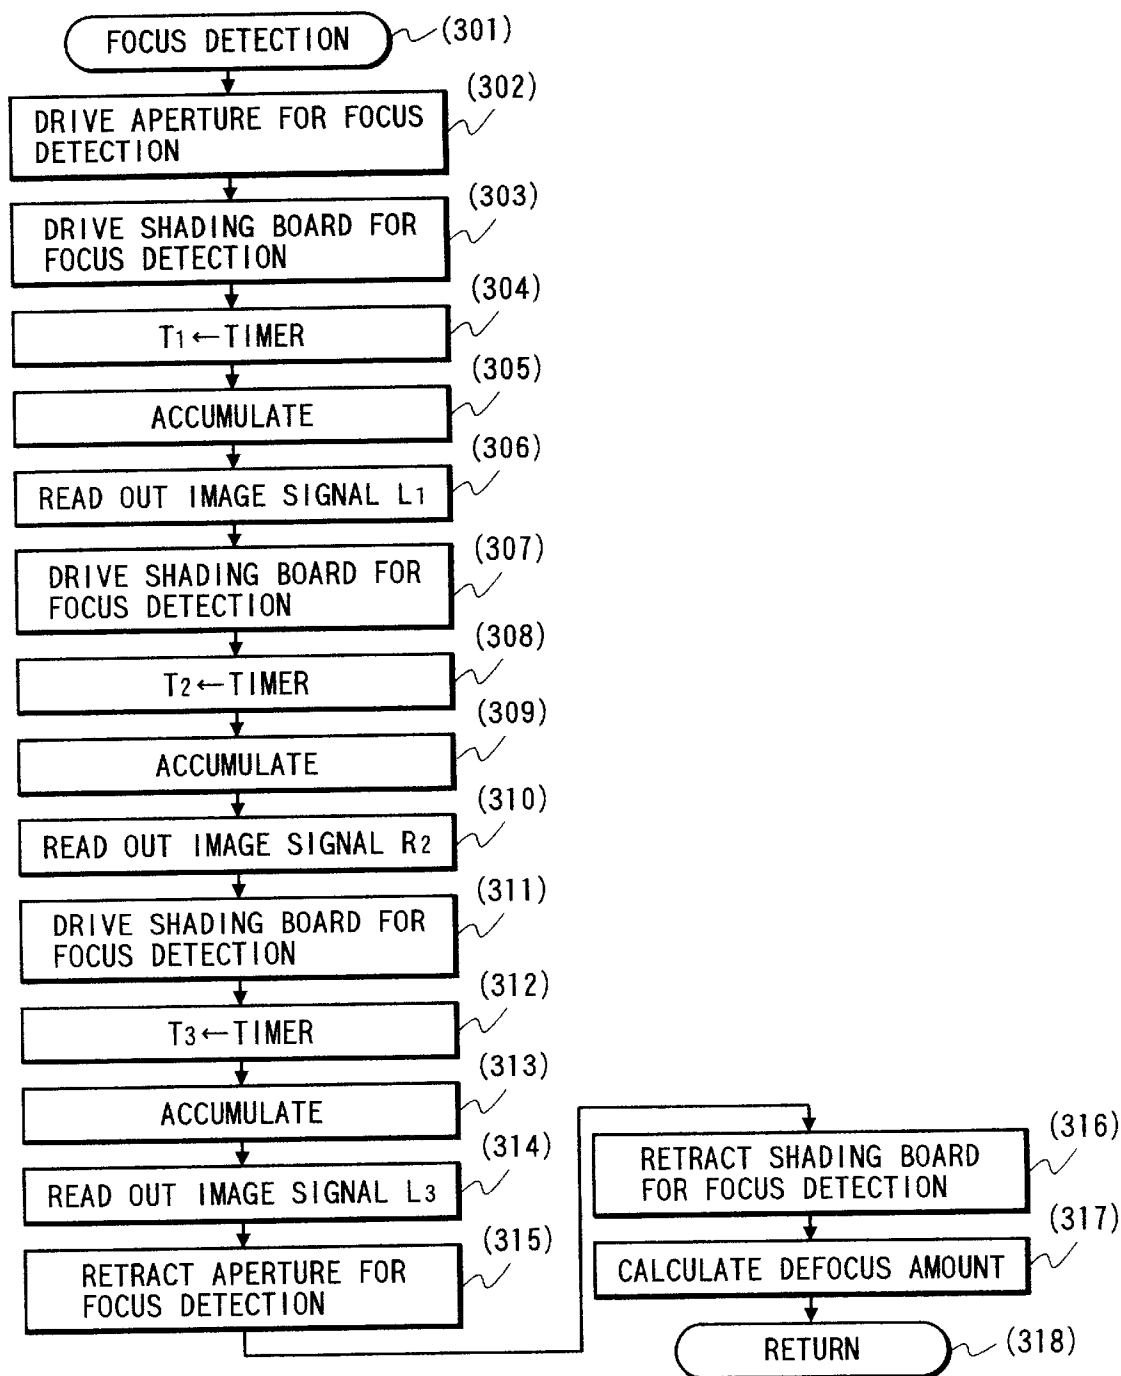 FOCUS DETECTION
(301)
DRIVE APERTURE FOR FOCUS
DETECTION
(302)
DRIVE SHADING BOARD FOR
FOCUS DETECTION
(303)
T1←TIMER
(304)
ACCUMULATE
(305)
READ OUT IMAGE SIGNAL L1
(306)
DRIVE SHADING BOARD FOR
FOCUS DETECTION
(307)
T2←TIMER
(308)
ACCUMULATE
(309)
READ OUT IMAGE SIGNAL R2
(310)
DRIVE SHADING BOARD FOR
FOCUS DETECTION
(311)
T3←TIMER
(312)
ACCUMULATE
(313)
READ OUT IMAGE SIGNAL L3
(314)
RETRACT APERTURE FOR
FOCUS DETECTION
(315)
RETRACT SHADING BOARD
FOR FOCUS DETECTION
(316)
CALCULATE DEFOCUS AMOUNT
(317)
RETURN
(318)